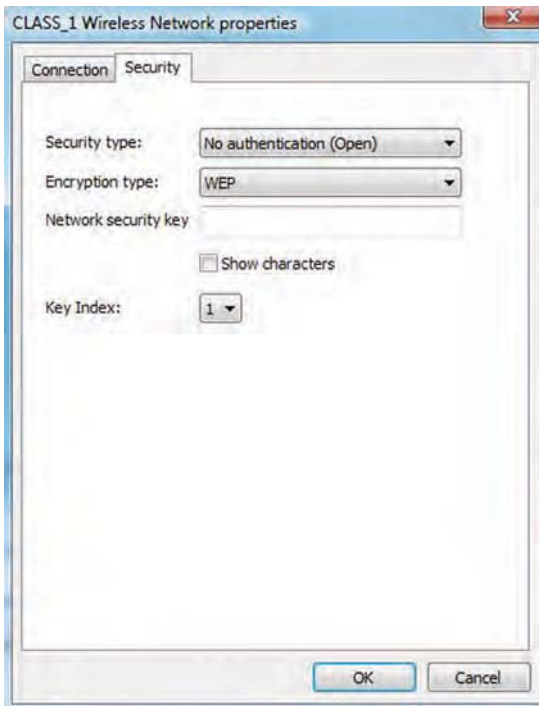 CLASS_1 Wireless Network properties
Connection Security
Security type: No authentication (Open)
Encryption type: WEP
Network security key
Show characters
Key Index: 1
OK Cancel